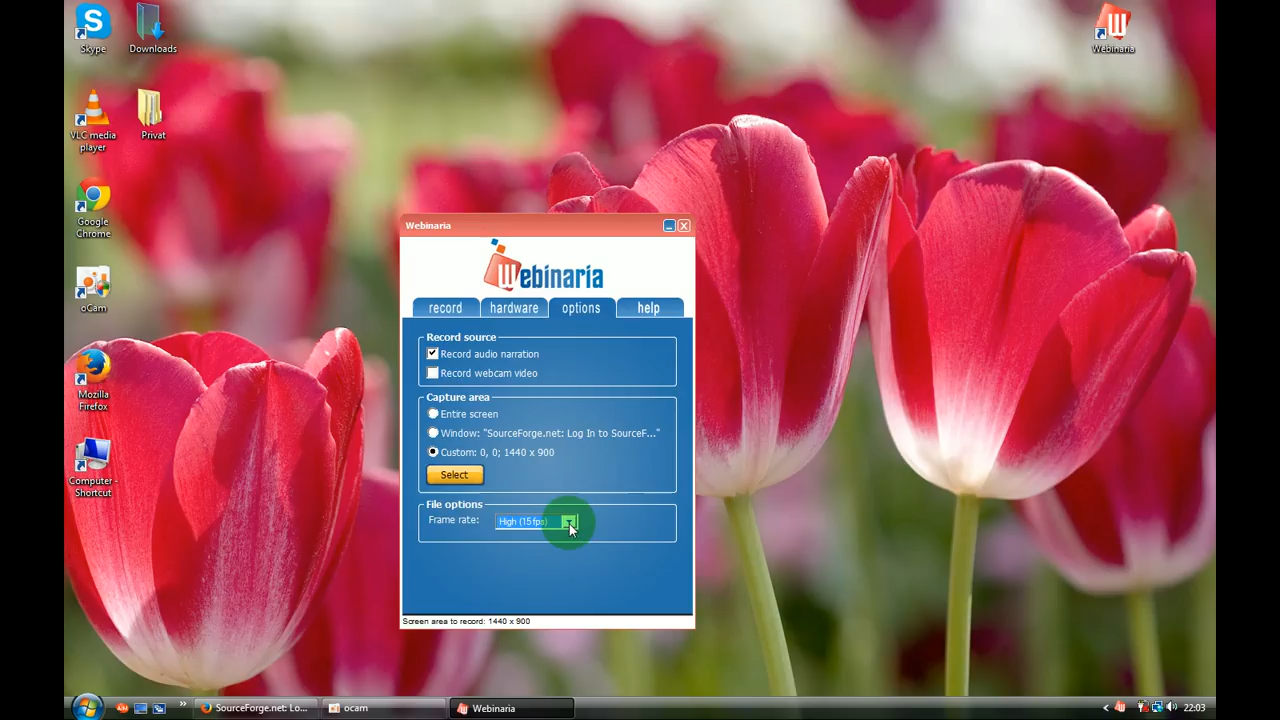 Skype
Downloads
Webinaria
VLC media
player
Privat
Google
Chrome
oCam
Mozilla
Firefox
Computer -
Shortcut
Webinaria
Webinaria
record
hardware
options
help
Record source
Record audio narration
Record webcam video
Capture area
Entire screen
Window: "SourceForge.net: Log In to SourceF..."
Custom: 0, 0; 1440 x 900
Select
File options
Frame rate:
High (15 fps)
Screen area to record: 1440 x 900
SourceForge.net: Lo...
ocam
Webinaria
22:03